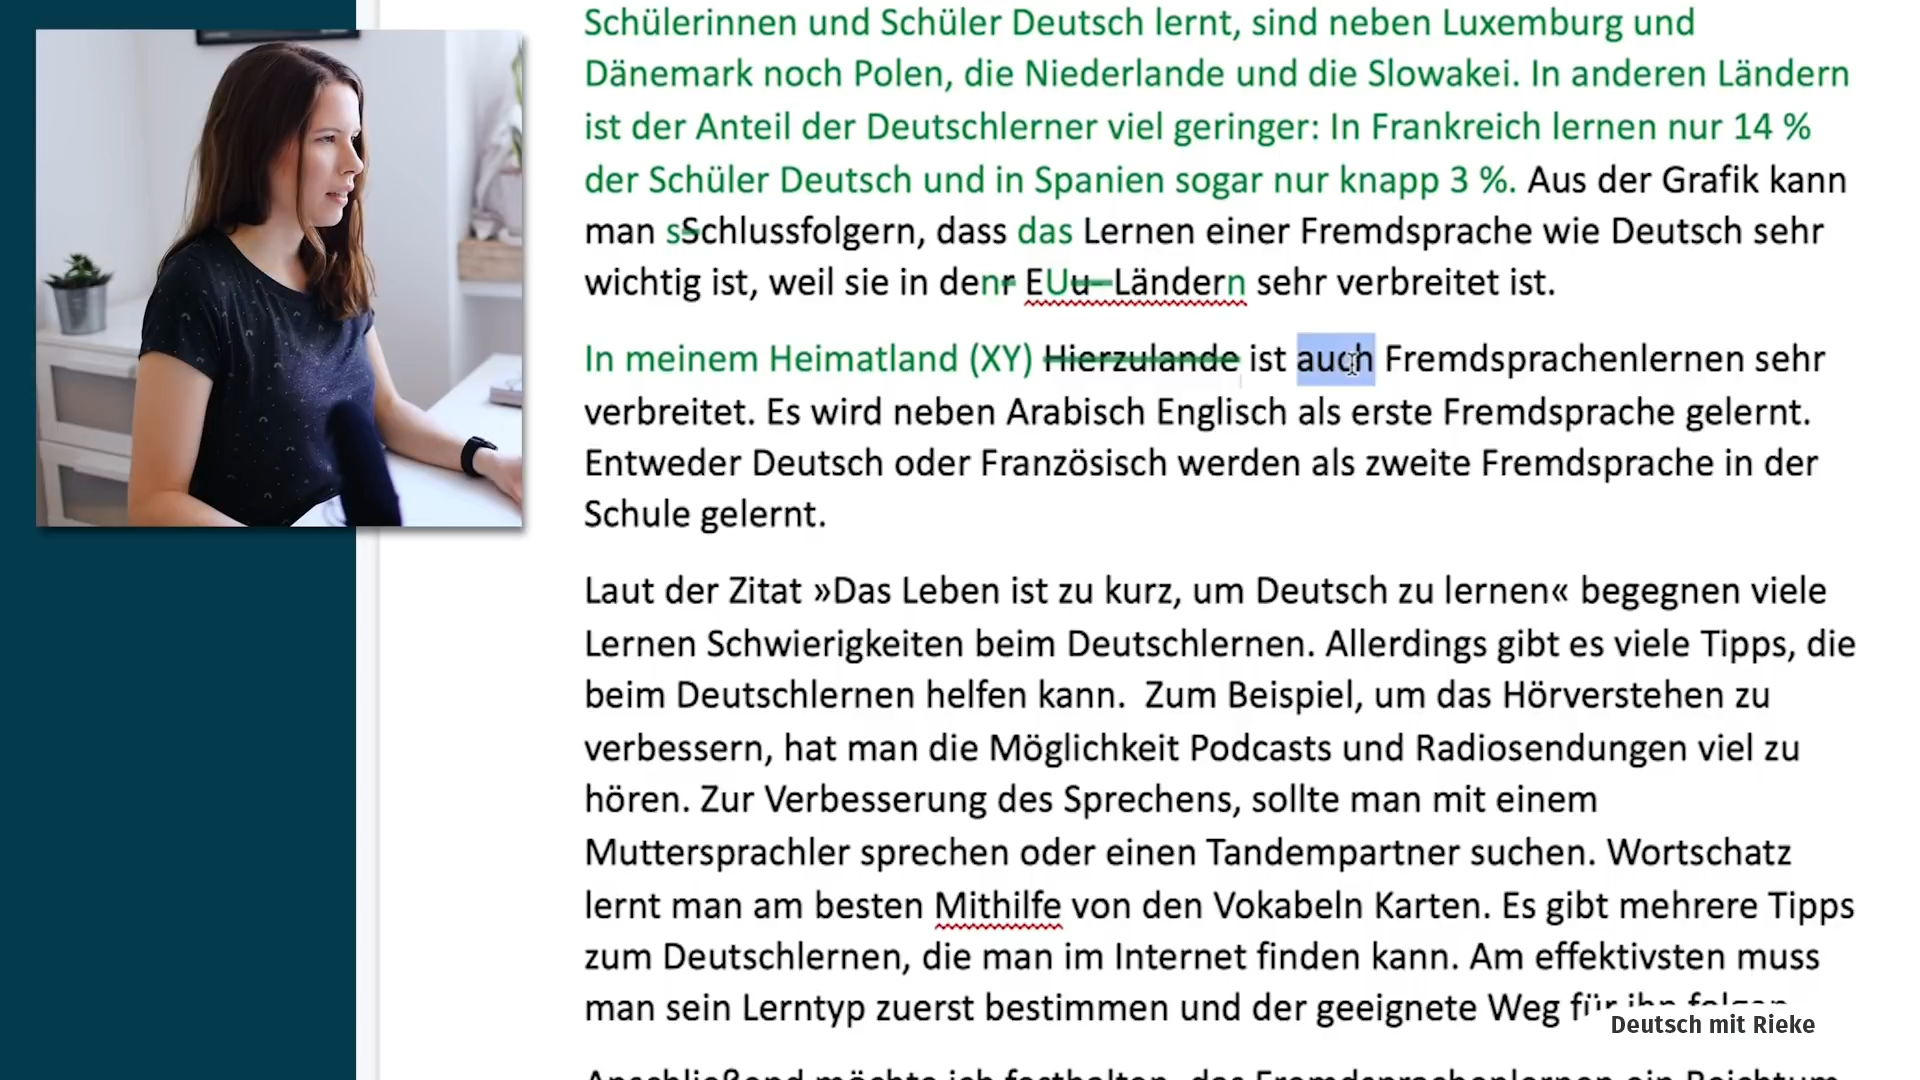 Schülerinnen und Schüler Deutsch lernt, sind neben Luxemburg und
Dänemark noch Polen, die Niederlande und die Slowakei. In anderen Ländern
ist der Anteil der Deutschlerner viel geringer: In Frankreich lernen nur 14 %
der Schüler Deutsch und in Spanien sogar nur knapp 3 %. Aus der Grafik kann
man sSchlussfolgern, dass das Lernen einer Fremdsprache wie Deutsch sehr
wichtig ist, weil sie in denr EUu-Ländern sehr verbreitet ist.
In meinem Heimatland (XY) Hierzulande ist auch Fremdsprachenlernen sehr
verbreitet. Es wird neben Arabisch Englisch als erste Fremdsprache gelernt.
Entweder Deutsch oder Französisch werden als zweite Fremdsprache in der
Schule gelernt.
Laut der Zitat »Das Leben ist zu kurz, um Deutsch zu lernen« begegnen viele
Lernen Schwierigkeiten beim Deutschlernen. Allerdings gibt es viele Tipps, die
beim Deutschlernen helfen kann.  Zum Beispiel, um das Hörverstehen zu
verbessern, hat man die Möglichkeit Podcasts und Radiosendungen viel zu
hören. Zur Verbesserung des Sprechens, sollte man mit einem
Muttersprachler sprechen oder einen Tandempartner suchen. Wortschatz
lernt man am besten Mithilfe von den Vokabeln Karten. Es gibt mehrere Tipps
zum Deutschlernen, die man im Internet finden kann. Am effektivsten muss
man sein Lerntyp zuerst bestimmen und der geeignete Weg für ihn folgen
Deutsch mit Rieke